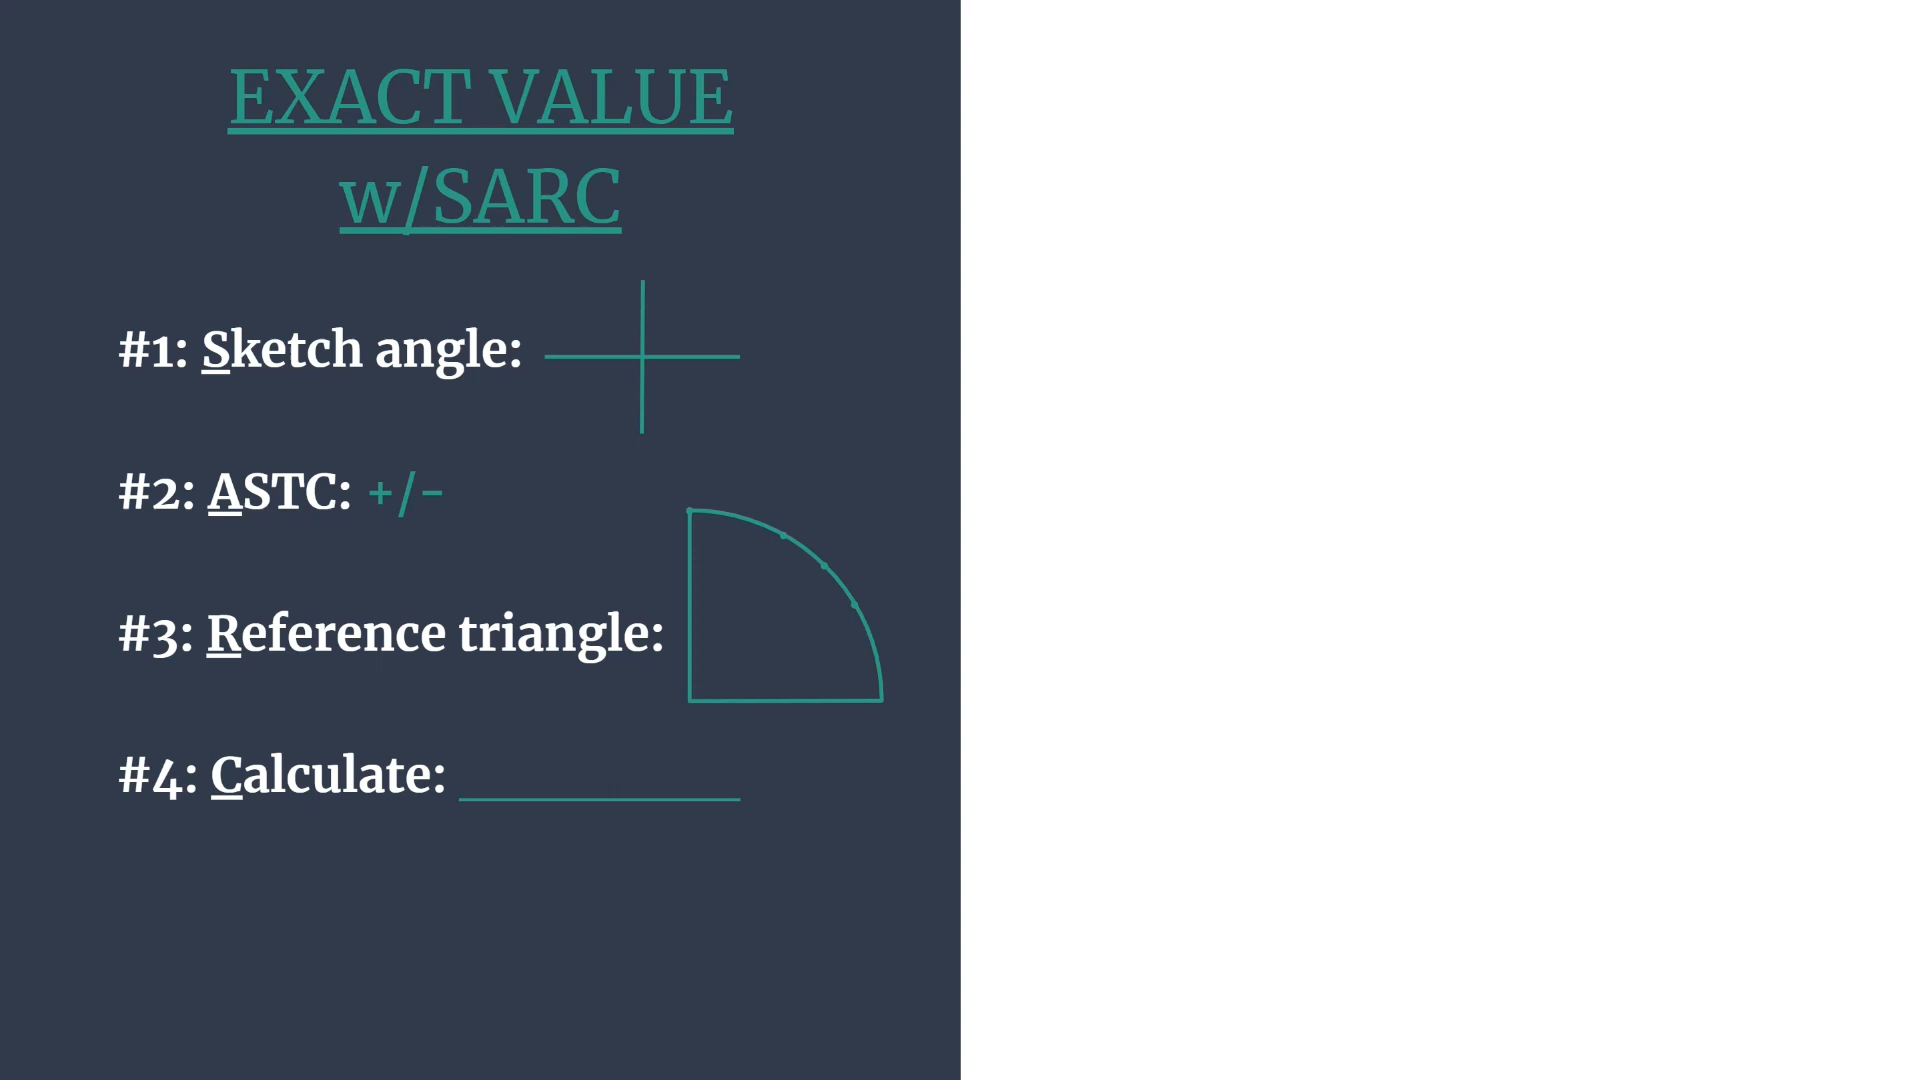 EXACT VALUE
w/SARC
#1: Sketch angle:
#2: ASTC: +/-
#3: Reference triangle:
#4: Calculate: